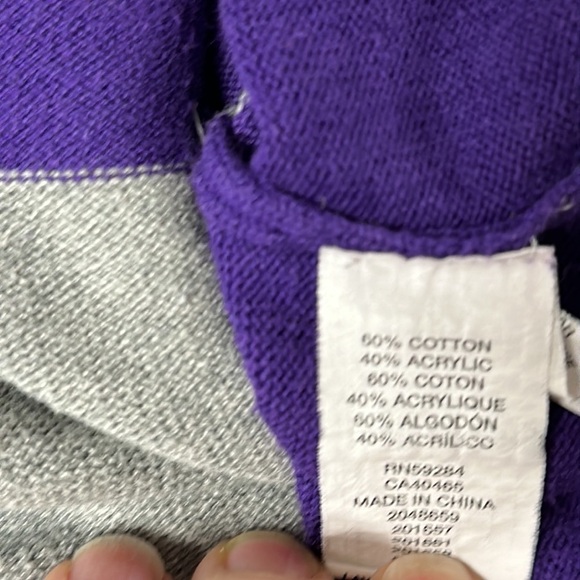 60% COTTON
40% ACRYLIC
60% COTON
40% ACRYLIQUE
60% ALGODÓN
40% ACRÍLICO
RN59284
CA40465
MADE IN CHINA
2048659
201657
201661